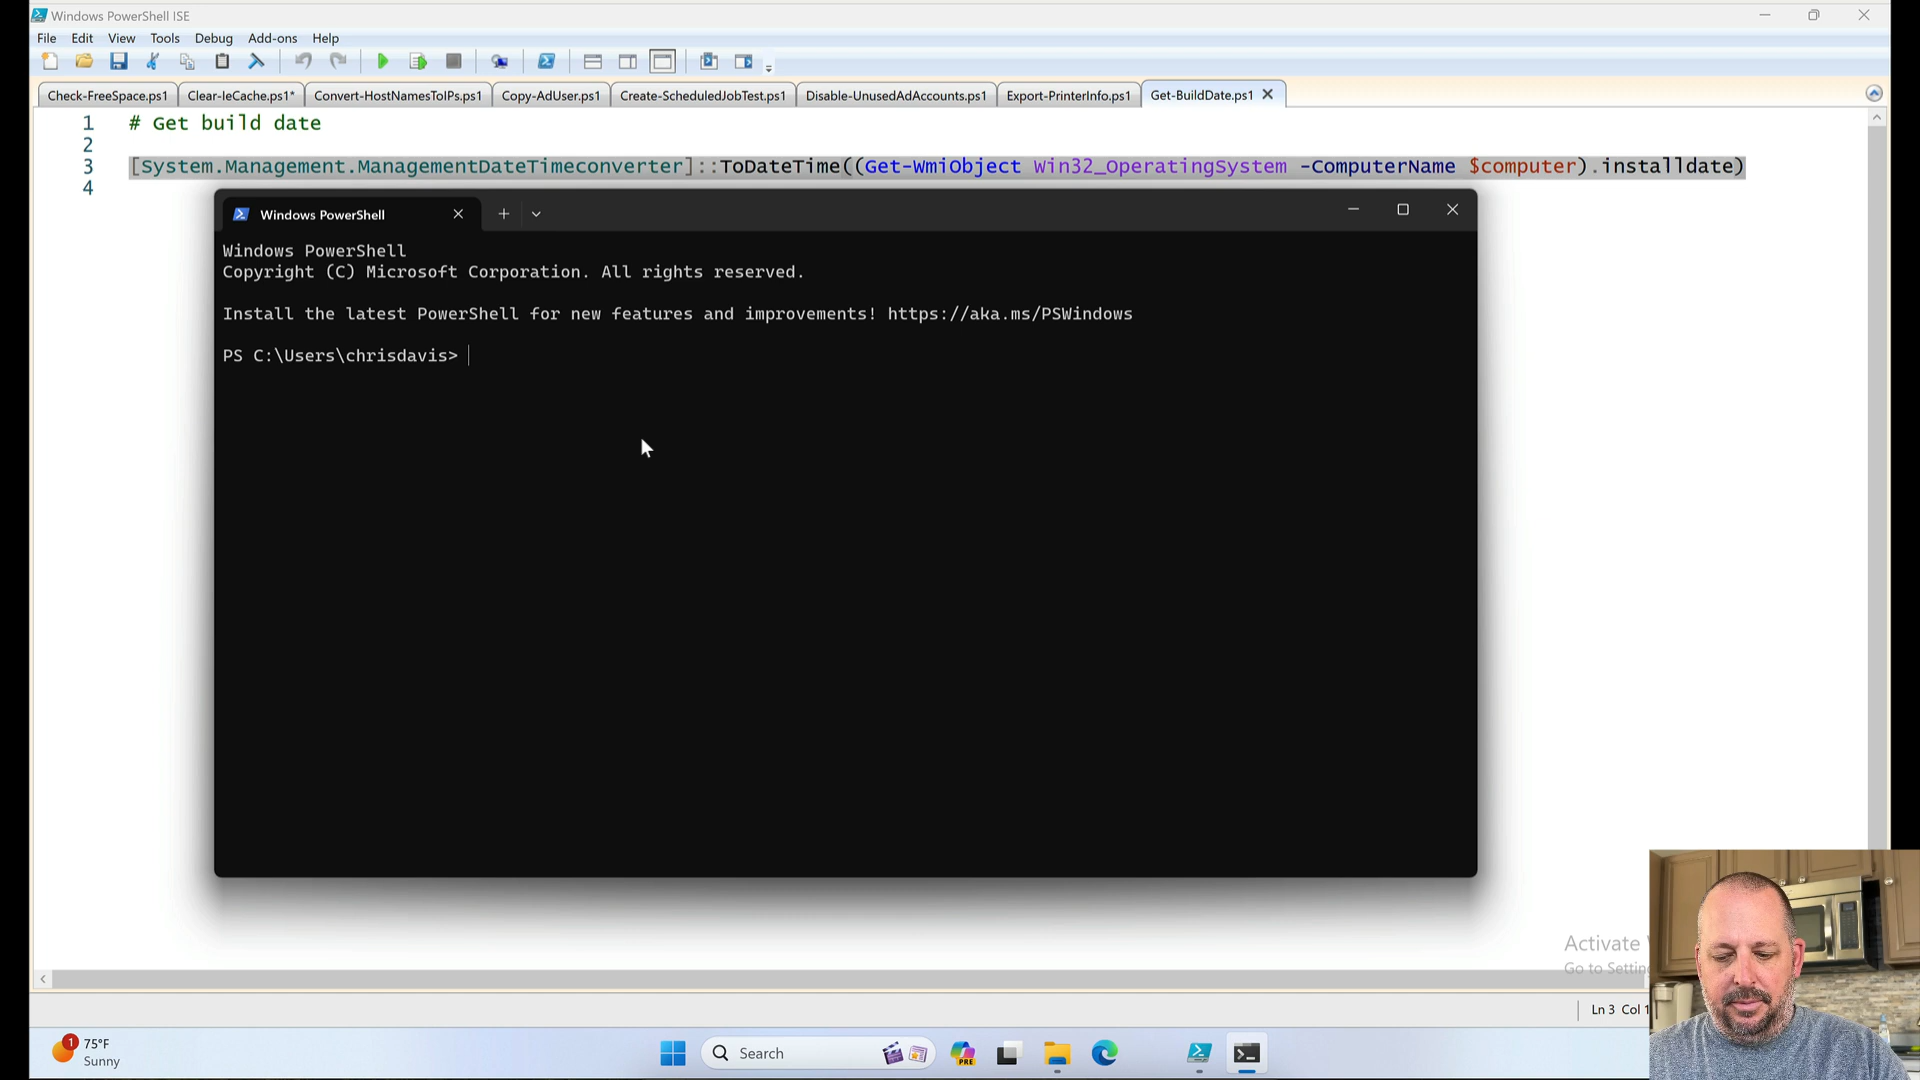 Windows PowerShell ISE
File Edit View Tools Debug Add-ons Help
Check-FreeSpace.ps1 Clear-IeCache.ps1* Convert-HostNamesToIPs.ps1 Copy-AdUser.ps1 Create-ScheduledJobTest.ps1 Disable-UnusedAdAccounts.ps1 Export-PrinterInfo.ps1 Get-BuildDate.ps1
1 # Get build date
2
3 [System.Management.ManagementDateTimeconverter]::ToDateTime((Get-WmiObject Win32_OperatingSystem -ComputerName $computer).installdate)
4
Windows PowerShell
Windows PowerShell
Copyright (C) Microsoft Corporation. All rights reserved.
Install the latest PowerShell for new features and improvements! https://aka.ms/PSWindows
PS C:\Users\chrisdavis>
Activate
Go to
Ln 3 Col 1
1 75°F
Sunny
Search
PRE